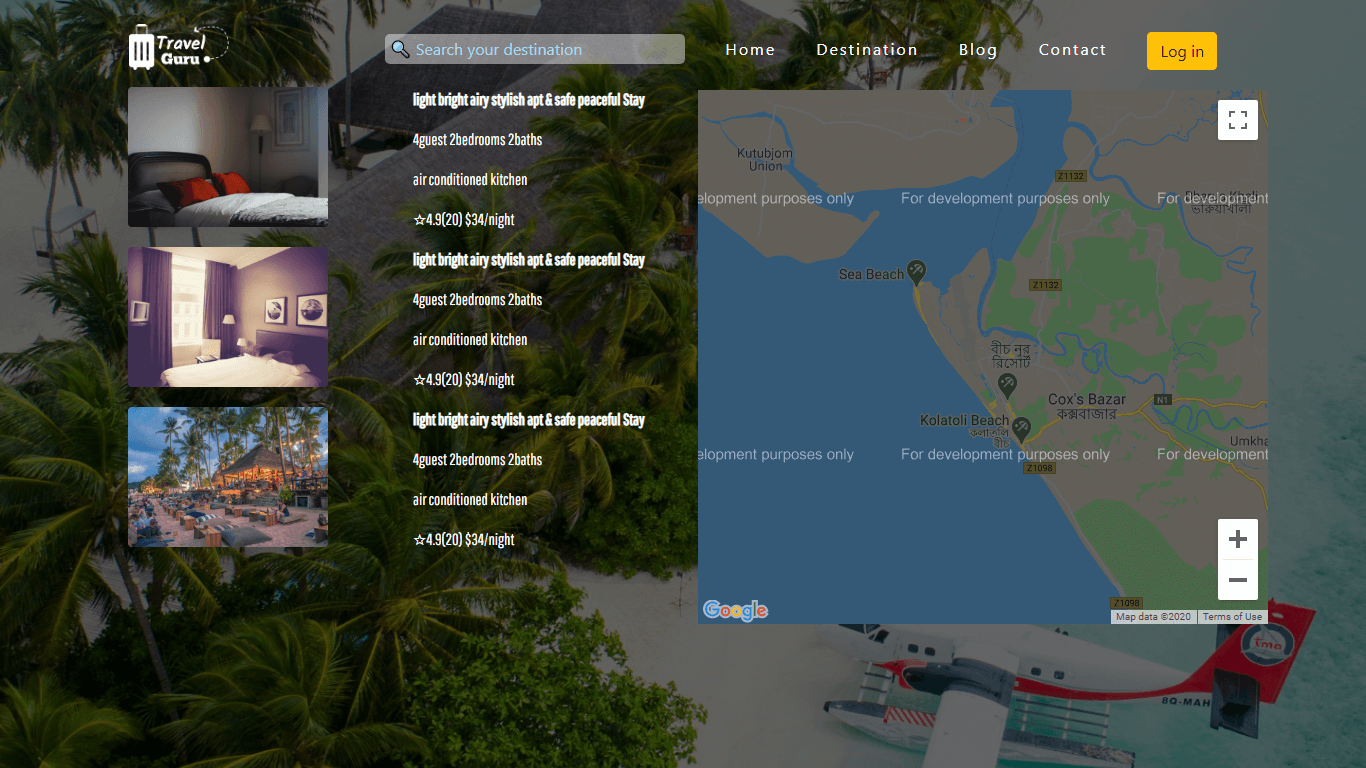 Travel
Guru
Search your destination
Home
Destination
Blog
Contact
Log in
light bright airy stylish apt & safe peaceful Stay
4guest 2bedrooms 2baths
air conditioned kitchen
☆4.9(20) $34/night
light bright airy stylish apt & safe peaceful Stay
4guest 2bedrooms 2baths
air conditioned kitchen
☆4.9(20) $34/night
light bright airy stylish apt & safe peaceful Stay
4guest 2bedrooms 2baths
air conditioned kitchen
☆4.9(20) $34/night
Kutubjom
Union
Z1132
elopment purposes only
For development purposes only
For development
ভারুয়াখালী
Sea Beach
Z1132
বীচ নুর
রিসোর্ট
Cox's Bazar
কক্সবাজার
N1
Kolatoli Beach
কলাতলি
বীচ
Umkha
elopment purposes only
For development purposes only
For development
Z1098
Z1098
Google
Map data ©2020
Terms of Use
tma
8Q-MAH